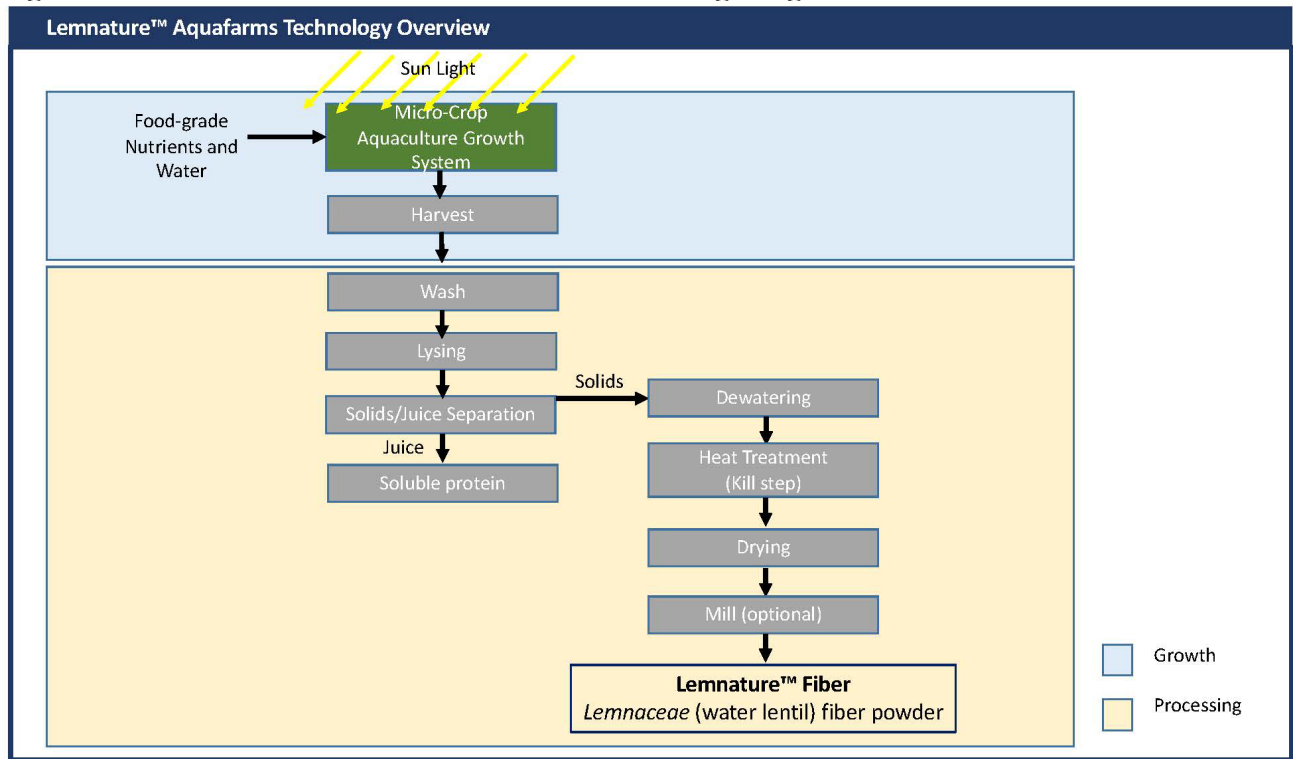 Lemnature™ Aquafarms Technology Overview
Sun Light
Food-grade
Nutrients and
Water
Micro-Crop
Aquaculture Growth
System
Harvest
Wash
Lysing
Solids/Juice Separation
Solids
Juice
Soluble protein
Dewatering
Heat Treatment
(Kill step)
Drying
Mill (optional)
Lemnature™ Fiber
Lemnaceae (water lentil) fiber powder
Growth
Processing